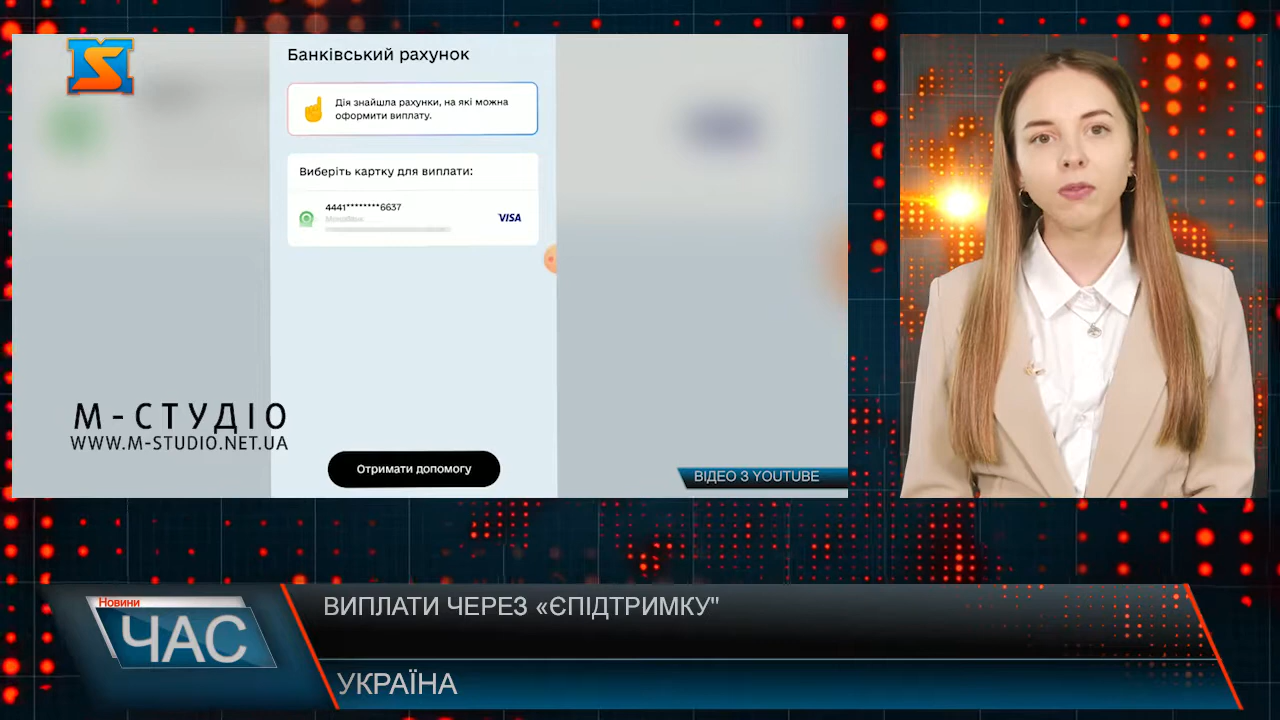 Банківський рахунок
Дія знайшла рахунки, на які можна
оформити виплату.
Виберіть картку для виплати:
4441********6637
Монобанк
VISA
М-СТУДІО
WWW.M-STUDIO.NET.UA
Отримати допомогу
ВІДЕО З YOUTUBE
Новини
ЧАС
ВИПЛАТИ ЧЕРЕЗ «ЄПІДТРИМКУ"
УКРАЇНА